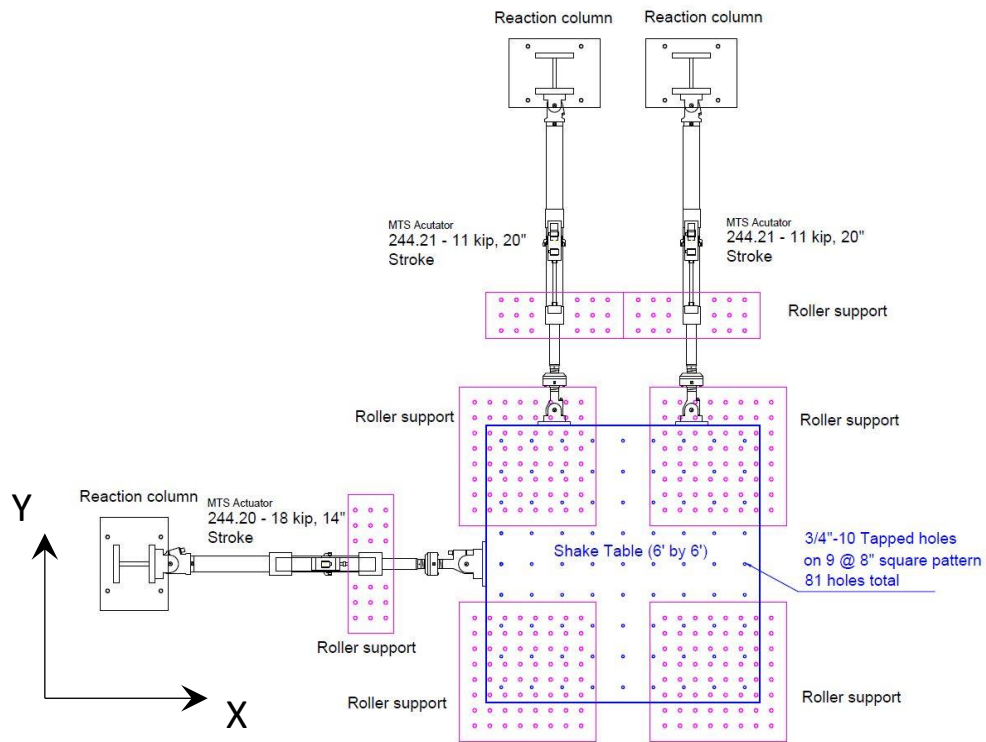 Reaction column
Reaction column
MTS Acutator
244.21 - 11 kip, 20"
Stroke
MTS Acutator
244.21 - 11 kip, 20"
Stroke
Roller support
Roller support
Roller support
Reaction column
MTS Actuator
244.20 - 18 kip, 14"
Stroke
Y
Shake Table (6' by 6')
3/4"-10 Tapped holes
on 9 @ 8" square pattern
81 holes total
Roller support
Roller support
Roller support
X